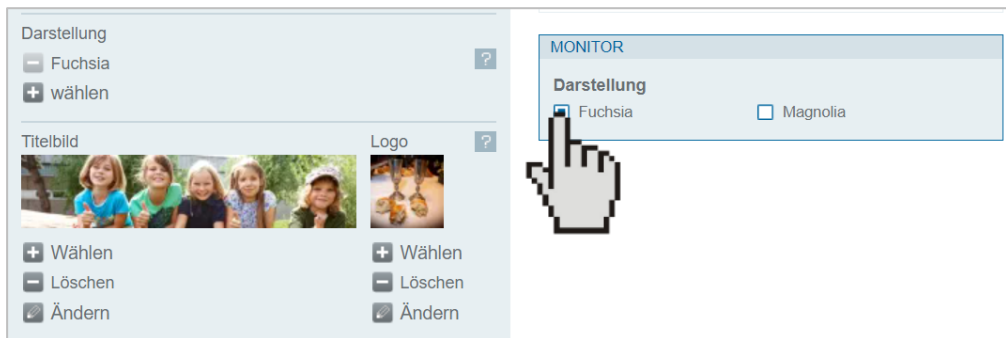 Darstellung
Fuchsia
?
wählen
Titelbild
Logo
?
Wählen
Wählen
Löschen
Löschen
Ändern
Ändern
MONITOR
Darstellung
Fuchsia
Magnolia